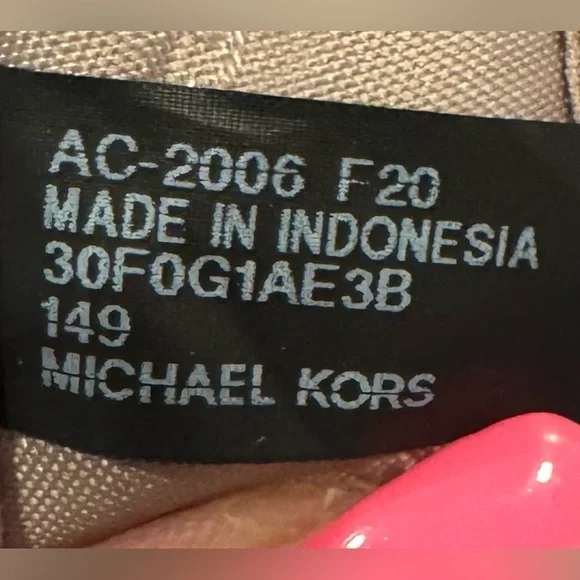 AC-2006 F20
MADE IN INDONESIA
30F0G1AE3B
149
MICHAEL KORS